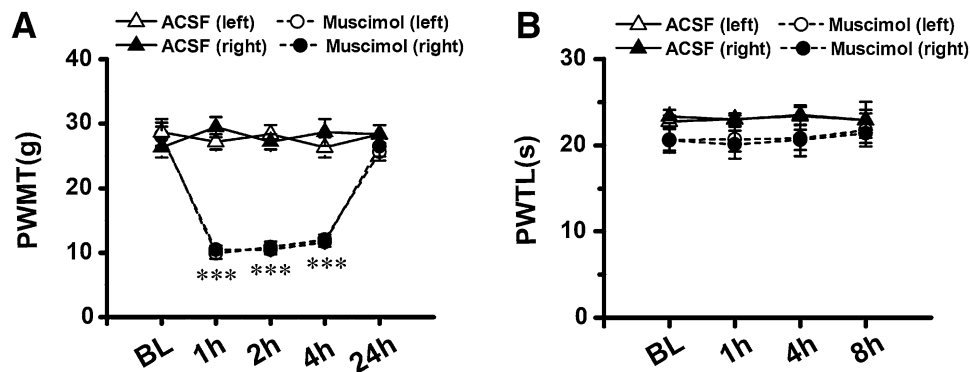 A
ACSF (left) Muscimol (left)
ACSF (right) Muscimol (right)
PWMT(g)
40
30
20
10
0
*** *** ***
BL 1h 2h 4h 24h
B
ACSF (left) Muscimol (left)
ACSF (right) Muscimol (right)
PWTL(s)
30
20
10
0
BL 1h 4h 8h